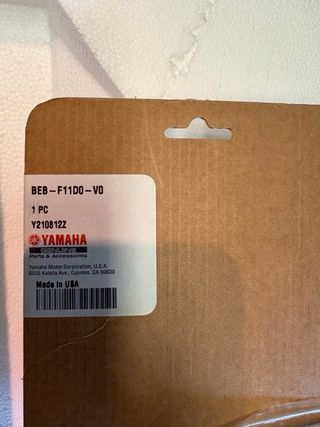 BEB-F11D0-V0
1 PC
Y210812Z
YAMAHA
GENUINE
Parts & Accessories
Yamaha Motor Corporation, U.S.A
6555 Katella Ave., Cypress, CA 90630
Made in USA